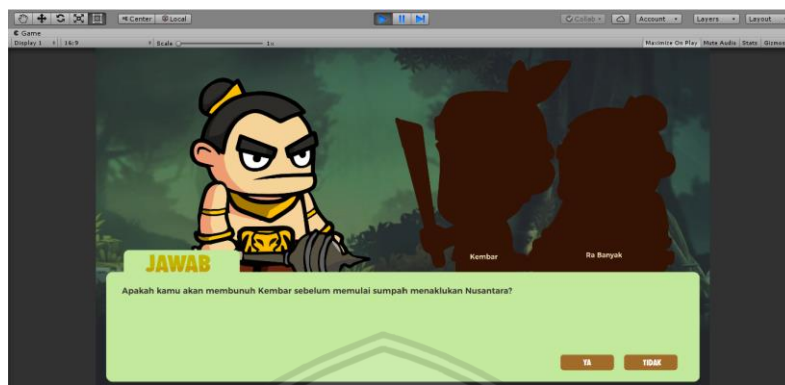 Center Local Collab Account Layers Layout
Game
Display 1 16:9 Scale 1x Maximize On Play Mute Audio Stats Gizmos
Kembar Ra Banyak
JAWAB
Apakah kamu akan membunuh Kembar sebelum memulai sumpah menaklukan Nusantara?
YA TIDAK